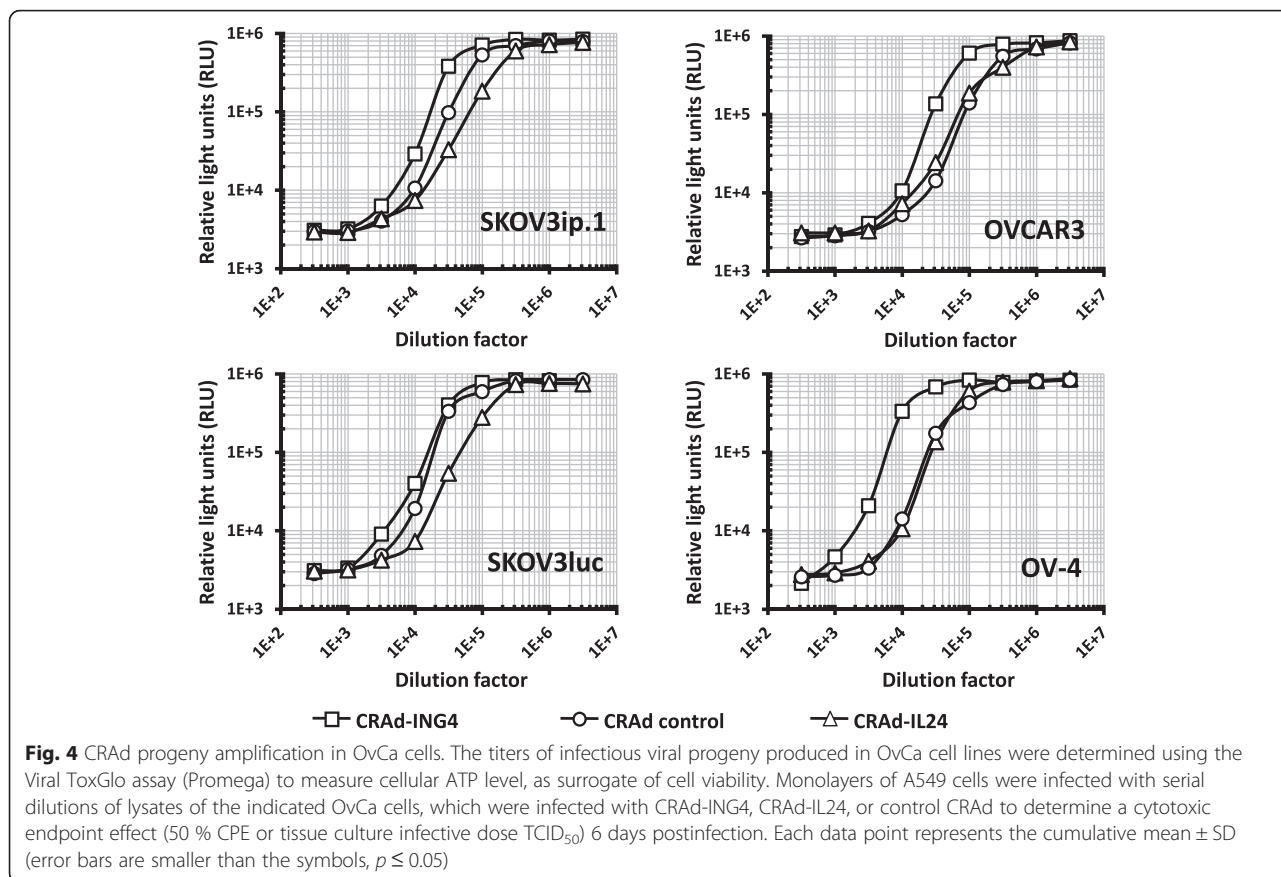 Relative light units (RLU)
1E+6
1E+5
1E+4
1E+3
SKOV3ip.1
1E+2
1E+3
1E+4
1E+5
1E+6
1E+7
Dilution factor
Relative light units (RLU)
1E+6
1E+5
1E+4
1E+3
OVCAR3
1E+2
1E+3
1E+4
1E+5
1E+6
1E+7
Dilution factor
Relative light units (RLU)
1E+6
1E+5
1E+4
1E+3
SKOV3luc
1E+2
1E+3
1E+4
1E+5
1E+6
1E+7
Dilution factor
Relative light units (RLU)
1E+6
1E+5
1E+4
1E+3
OV-4
1E+2
1E+3
1E+4
1E+5
1E+6
1E+7
Dilution factor
CRAd-ING4 CRAd control CRAd-IL24
Fig. 4 CRAd progeny amplification in OvCa cells. The titers of infectious viral progeny produced in OvCa cell lines were determined using the
Viral ToxGlo assay (Promega) to measure cellular ATP level, as surrogate of cell viability. Monolayers of A549 cells were infected with serial
dilutions of lysates of the indicated OvCa cells, which were infected with CRAd-ING4, CRAd-IL24, or control CRAd to determine a cytotoxic
endpoint effect (50 % CPE or tissue culture infective dose TCID50) 6 days postinfection. Each data point represents the cumulative mean ± SD
(error bars are smaller than the symbols, p ≤ 0.05)